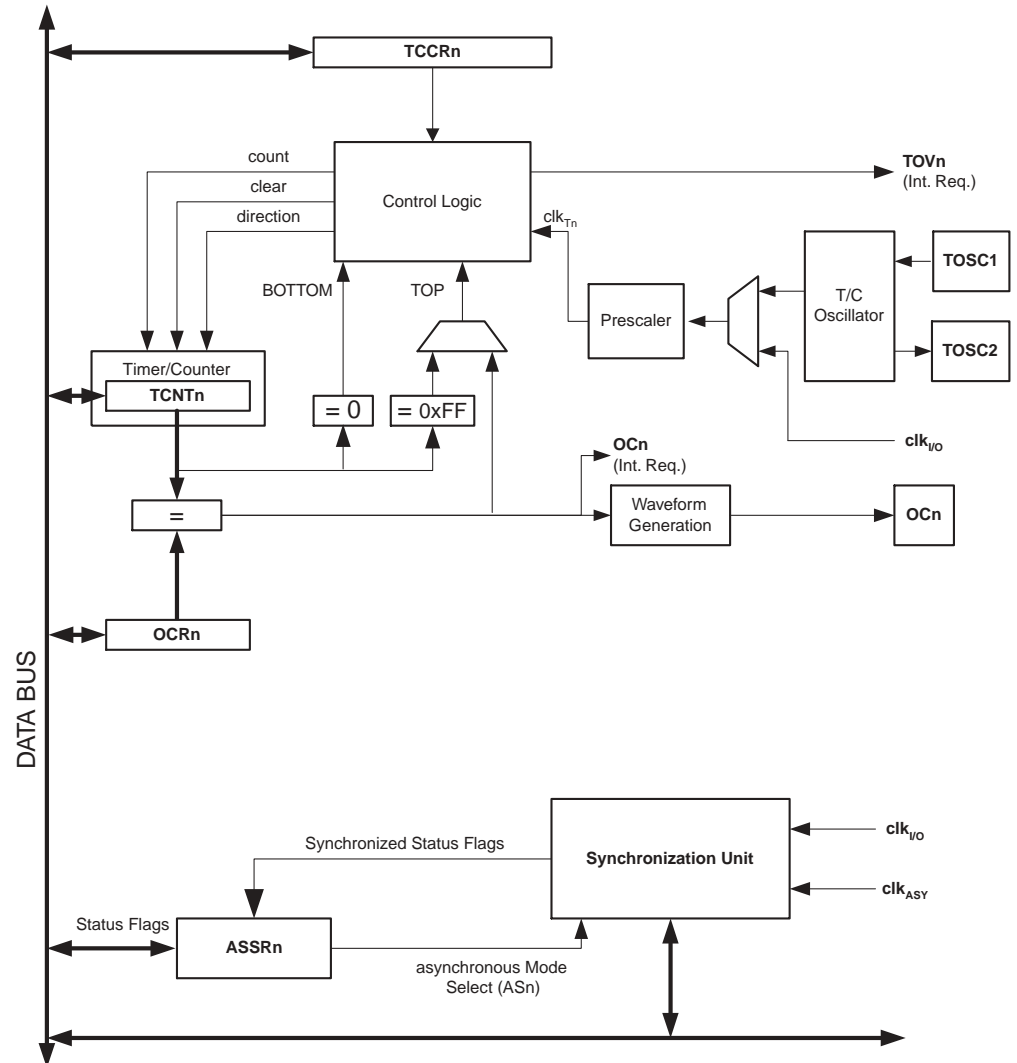 TCCRn
count
clear
direction
Control Logic
TOVn
(Int. Req.)
clkTn
BOTTOM
TOP
Prescaler
T/C
Oscillator
TOSC1
TOSC2
Timer/Counter
TCNTn
= 0
= 0xFF
clkI/O
OCn
(Int. Req.)
=
Waveform
Generation
OCn
OCRn
DATA BUS
Synchronized Status Flags
Synchronization Unit
clkI/O
clkASY
Status Flags
ASSRn
asynchronous Mode
Select (ASn)